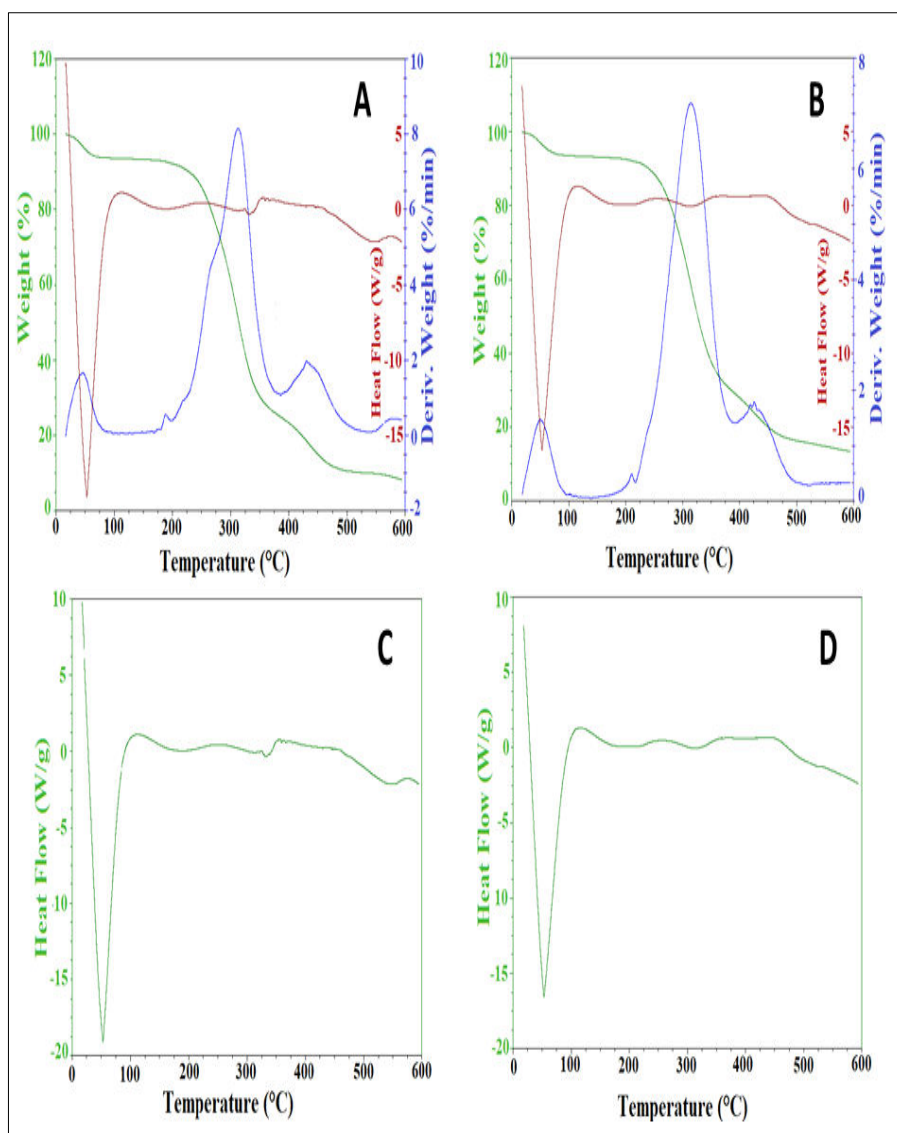 A
Weight (%)
120
100
80
60
40
20
0
Heat Flow (W/g)
5
0
-5
-10
-15
Deriv. Weight (%/min)
10
8
6
4
2
0
-2
0 100 200 300 400 500 600
Temperature (°C)
B
Weight (%)
120
100
80
60
40
20
0
Heat Flow (W/g)
5
0
-5
-10
-15
Deriv. Weight (%/min)
8
6
4
2
0
0 100 200 300 400 500 600
Temperature (°C)
C
Heat Flow (W/g)
10
5
0
-5
-10
-15
-20
0 100 200 300 400 500 600
Temperature (°C)
D
Heat Flow (W/g)
10
5
0
-5
-10
-15
-20
0 100 200 300 400 500 600
Temperature (°C)